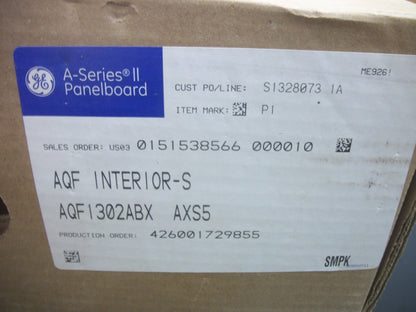 GE
A-Series® II
Panelboard
ME926!
CUST PO/LINE: S1328073 1A
ITEM MARK: P1
SALES ORDER: US03 0151538566 000010
AQF INTERIOR-S
AQF1302ABX AXS5
PRODUCTION ORDER: 426001729855
SMPK